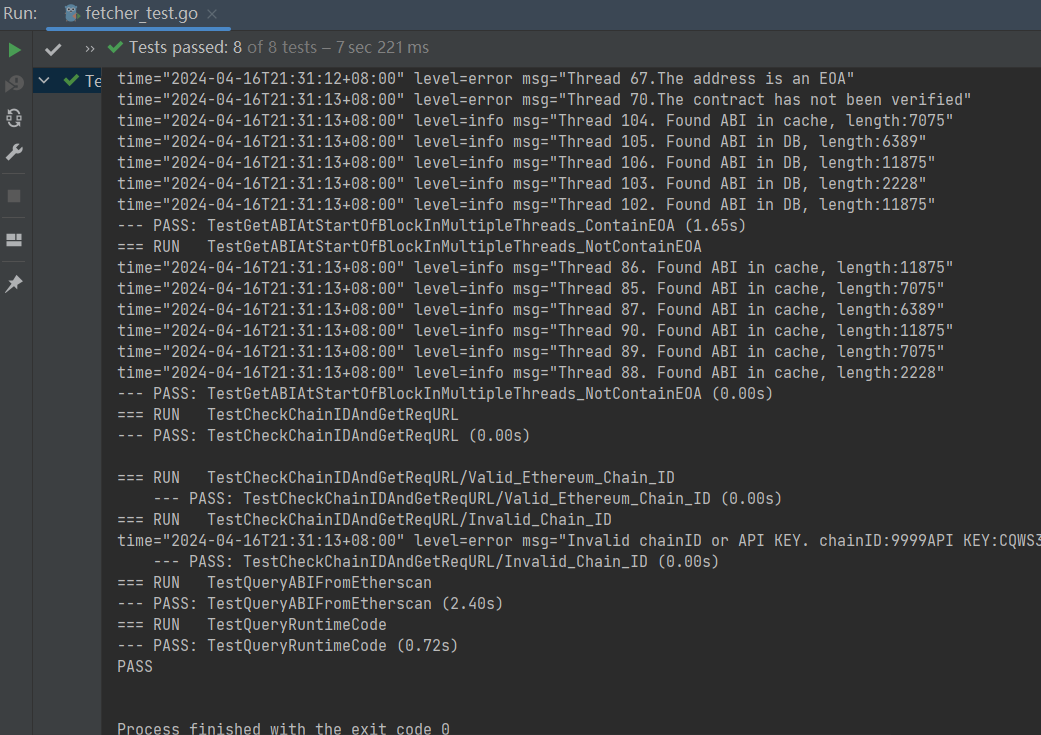 Run: fetcher_test.go
Tests passed: 8 of 8 tests – 7 sec 221 ms
Te
time="2024-04-16T21:31:12+08:00" level=error msg="Thread 67.The address is an EOA"
time="2024-04-16T21:31:13+08:00" level=error msg="Thread 70.The contract has not been verified"
time="2024-04-16T21:31:13+08:00" level=info msg="Thread 104. Found ABI in cache, length:7075"
time="2024-04-16T21:31:13+08:00" level=info msg="Thread 105. Found ABI in DB, length:6389"
time="2024-04-16T21:31:13+08:00" level=info msg="Thread 106. Found ABI in DB, length:11875"
time="2024-04-16T21:31:13+08:00" level=info msg="Thread 103. Found ABI in DB, length:2228"
time="2024-04-16T21:31:13+08:00" level=info msg="Thread 102. Found ABI in DB, length:11875"
--- PASS: TestGetABIAtStartOfBlockInMultipleThreads_ContainEOA (1.65s)
=== RUN   TestGetABIAtStartOfBlockInMultipleThreads_NotContainEOA
time="2024-04-16T21:31:13+08:00" level=info msg="Thread 86. Found ABI in cache, length:11875"
time="2024-04-16T21:31:13+08:00" level=info msg="Thread 85. Found ABI in cache, length:7075"
time="2024-04-16T21:31:13+08:00" level=info msg="Thread 87. Found ABI in cache, length:6389"
time="2024-04-16T21:31:13+08:00" level=info msg="Thread 90. Found ABI in cache, length:11875"
time="2024-04-16T21:31:13+08:00" level=info msg="Thread 89. Found ABI in cache, length:7075"
time="2024-04-16T21:31:13+08:00" level=info msg="Thread 88. Found ABI in cache, length:2228"
--- PASS: TestGetABIAtStartOfBlockInMultipleThreads_NotContainEOA (0.00s)
=== RUN   TestCheckChainIDAndGetReqURL
--- PASS: TestCheckChainIDAndGetReqURL (0.00s)
=== RUN   TestCheckChainIDAndGetReqURL/Valid_Ethereum_Chain_ID
    --- PASS: TestCheckChainIDAndGetReqURL/Valid_Ethereum_Chain_ID (0.00s)
=== RUN   TestCheckChainIDAndGetReqURL/Invalid_Chain_ID
time="2024-04-16T21:31:13+08:00" level=error msg="Invalid chainID or API KEY. chainID:9999API KEY:CQWS3
    --- PASS: TestCheckChainIDAndGetReqURL/Invalid_Chain_ID (0.00s)
=== RUN   TestQueryABIFromEtherscan
--- PASS: TestQueryABIFromEtherscan (2.40s)
=== RUN   TestQueryRuntimeCode
--- PASS: TestQueryRuntimeCode (0.72s)
PASS
Process finished with the exit code 0